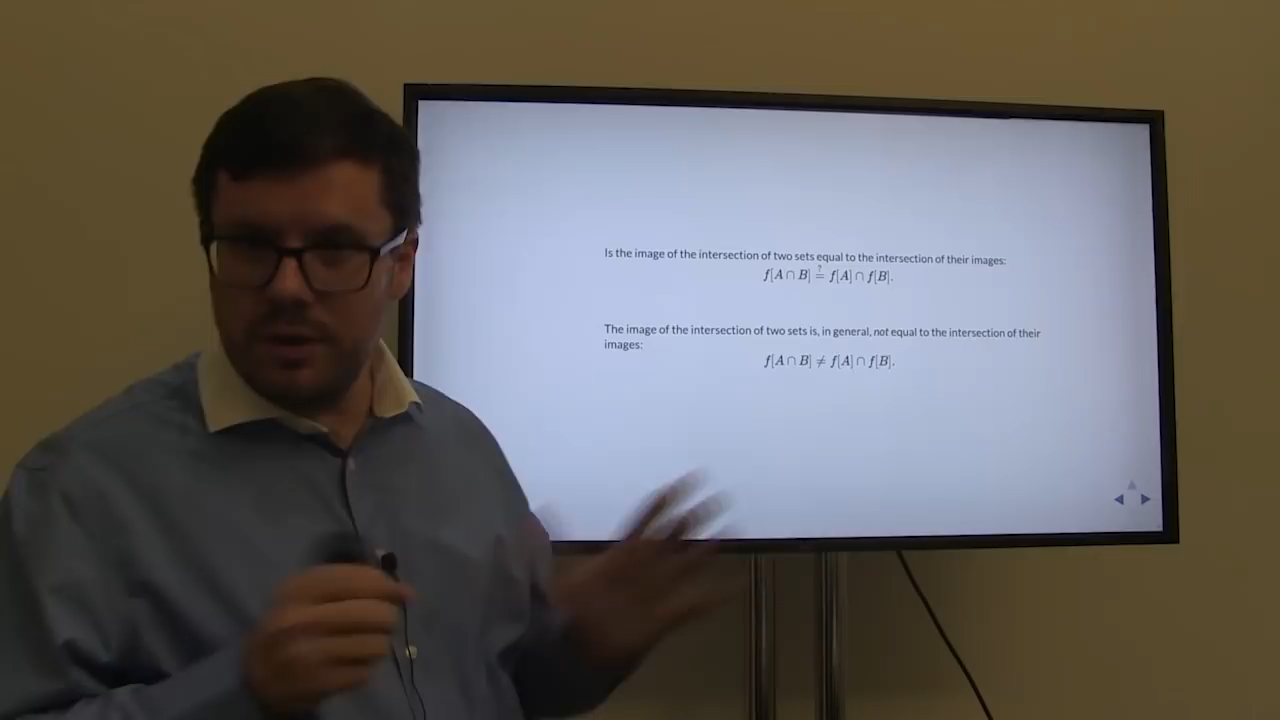 Is the image of the intersection of two sets equal to the intersection of their images:
f[A ∩ B] ≟ f[A] ∩ f[B].
The image of the intersection of two sets is, in general, not equal to the intersection of their
images:
f[A ∩ B] ≠ f[A] ∩ f[B].